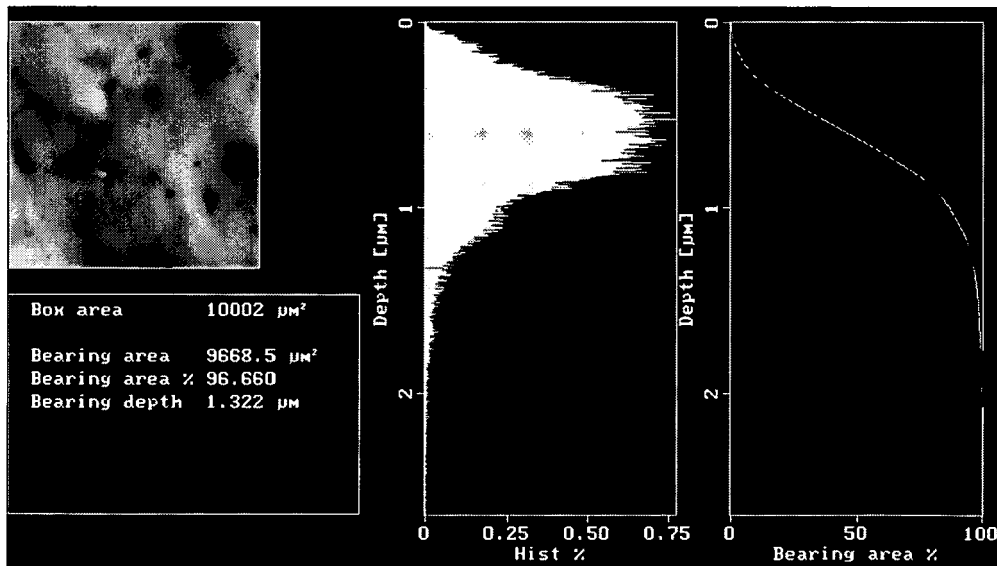 Box area 10002 µm²
Bearing area 9668.5 µm²
Bearing area % 96.660
Bearing depth 1.322 µm
0
1
2
Depth [µm]
0 0.25 0.50 0.75
Hist %
0
1
2
Depth [µm]
0 50 100
Bearing area %